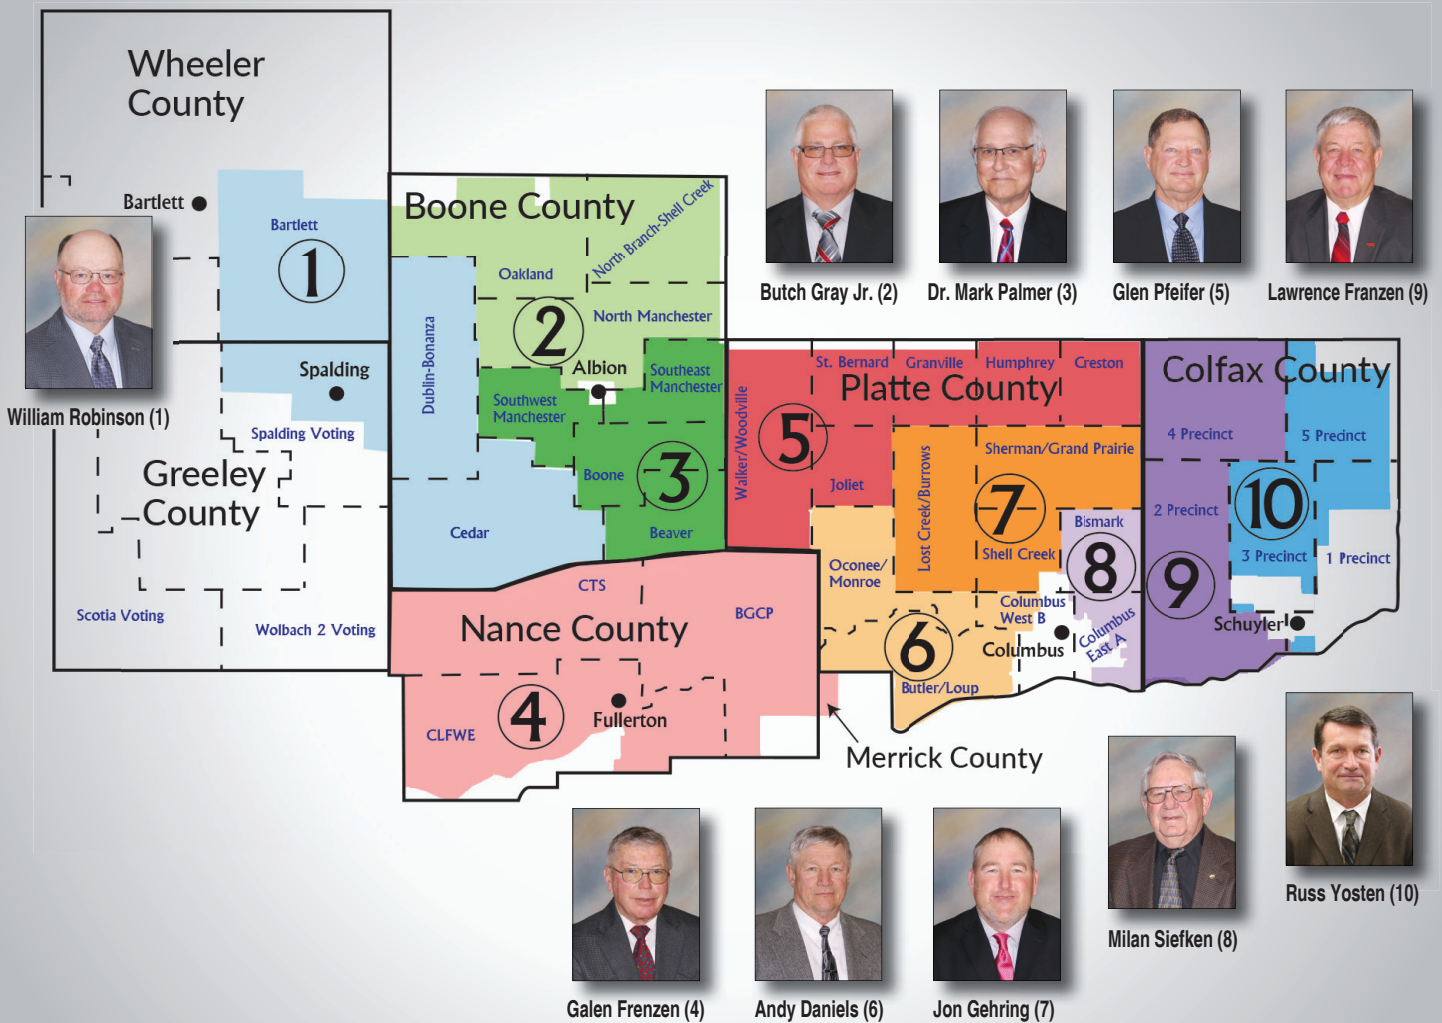 Wheeler
County
Bartlett
Bartlett
1
William Robinson (1)
Spalding
Spalding Voting
Greeley
County
Scotia Voting
Wolbach 2 Voting
Boone County
North Branch-Shell Creek
Oakland
2
North Manchester
Dublin-Bonanza
Albion
Southeast
Manchester
Southwest
Manchester
Boone
3
Cedar
Beaver
CTS
BGCP
Nance County
4
Fullerton
CLFWE
Butch Gray Jr. (2)
Dr. Mark Palmer (3)
Glen Pfeifer (5)
Lawrence Franzen (9)
St. Bernard
Granville
Humphrey
Creston
Platte County
Walker/Woodville
5
Joliet
Lost Creek/Burrows
Sherman/Grand Prairie
7
Shell Creek
Bismark
8
Oconee/
Monroe
Columbus
West B
Columbus
East A
Columbus
6
Butler/Loup
Merrick County
Colfax County
4 Precinct
5 Precinct
2 Precinct
10
3 Precinct
1 Precinct
9
Schuyler
Galen Frenzen (4)
Andy Daniels (6)
Jon Gehring (7)
Milan Siefken (8)
Russ Yosten (10)